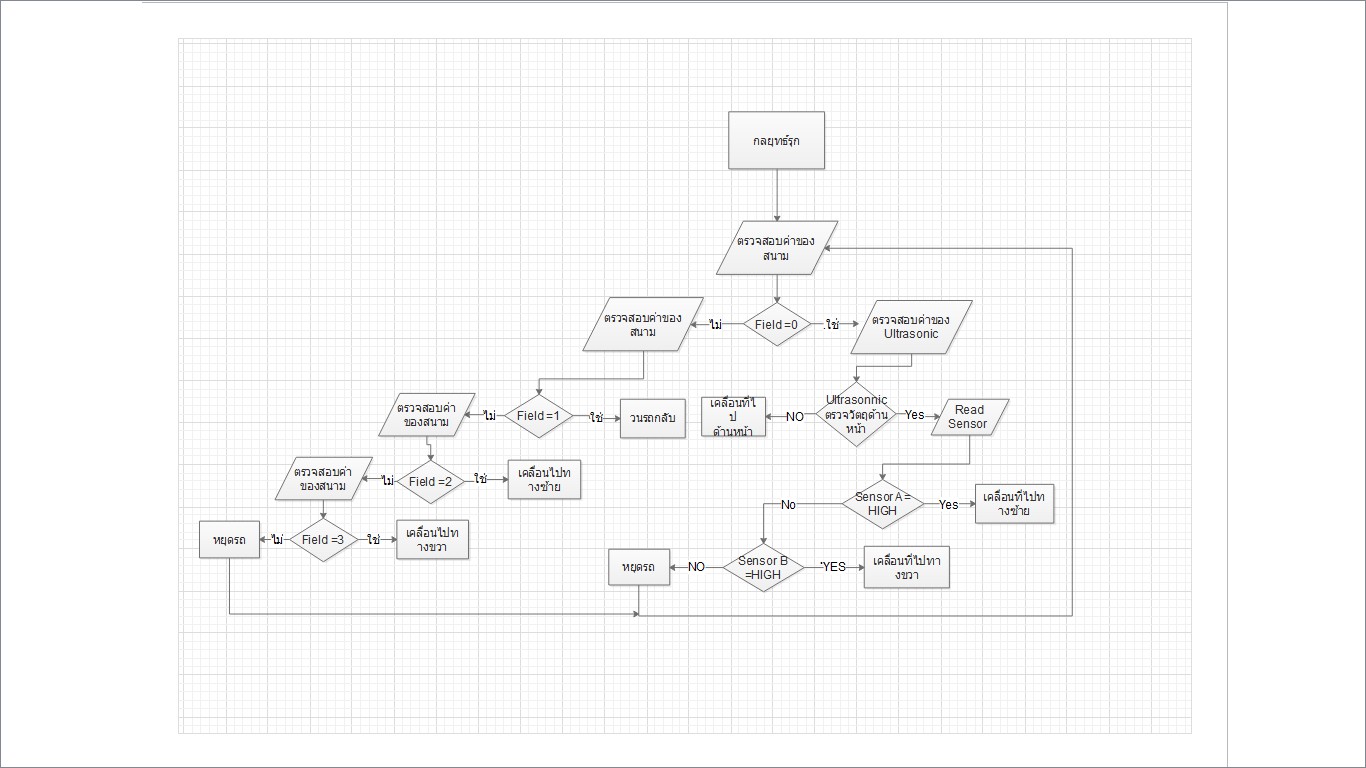 กลยุทธ์รุก
ตรวจสอบค่าของ
สนาม
ตรวจสอบค่าของ
สนาม
ไม่
Field =0
.ใช่
ตรวจสอบค่าของ
Ultrasonic
ตรวจสอบค่า
ของสนาม
ไม่
Field =1
ใช่
วนรถกลับ
เคลื่อนที่ไ
ป
ด้านหน้า
NO
Ultrasonnic
ตรวจวัตถุด้าน
หน้า
Yes
Read
Sensor
ตรวจสอบค่า
ของสนาม
ไม่
Field =2
ใช่
เคลื่อนไปท
างซ้าย
No
Sensor A =
HIGH
Yes
เคลื่อนที่ไปท
างซ้าย
หยุดรถ
ไม่
Field =3
ใช่
เคลื่อนไปท
างขวา
หยุดรถ
NO
Sensor B
=HIGH
'YES
เคลื่อนที่ไปทา
งขวา